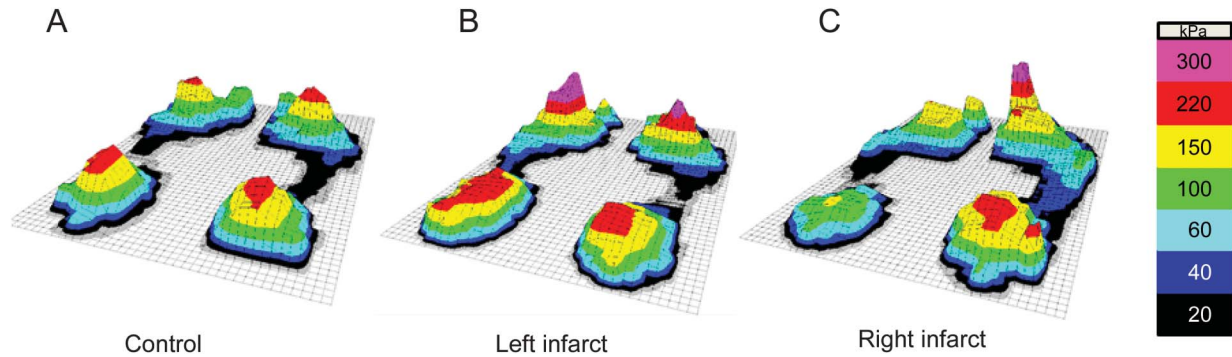 A
B
C
kPa
300
220
150
100
60
40
20
Control
Left infarct
Right infarct